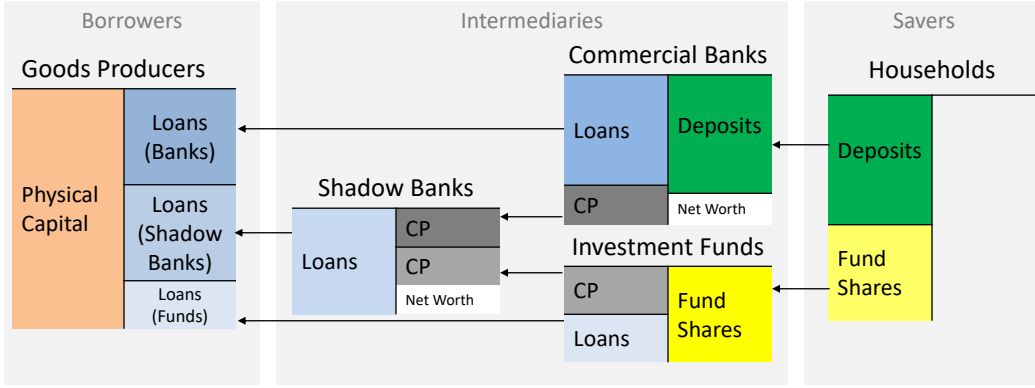 Borrowers
Intermediaries
Savers
Goods Producers
Physical
Capital
Loans
(Banks)
Loans
(Shadow
Banks)
Loans
(Funds)
Shadow Banks
Loans
CP
CP
Net Worth
Commercial Banks
Loans
CP
Deposits
Net Worth
Investment Funds
CP
Loans
Fund
Shares
Households
Deposits
Fund
Shares